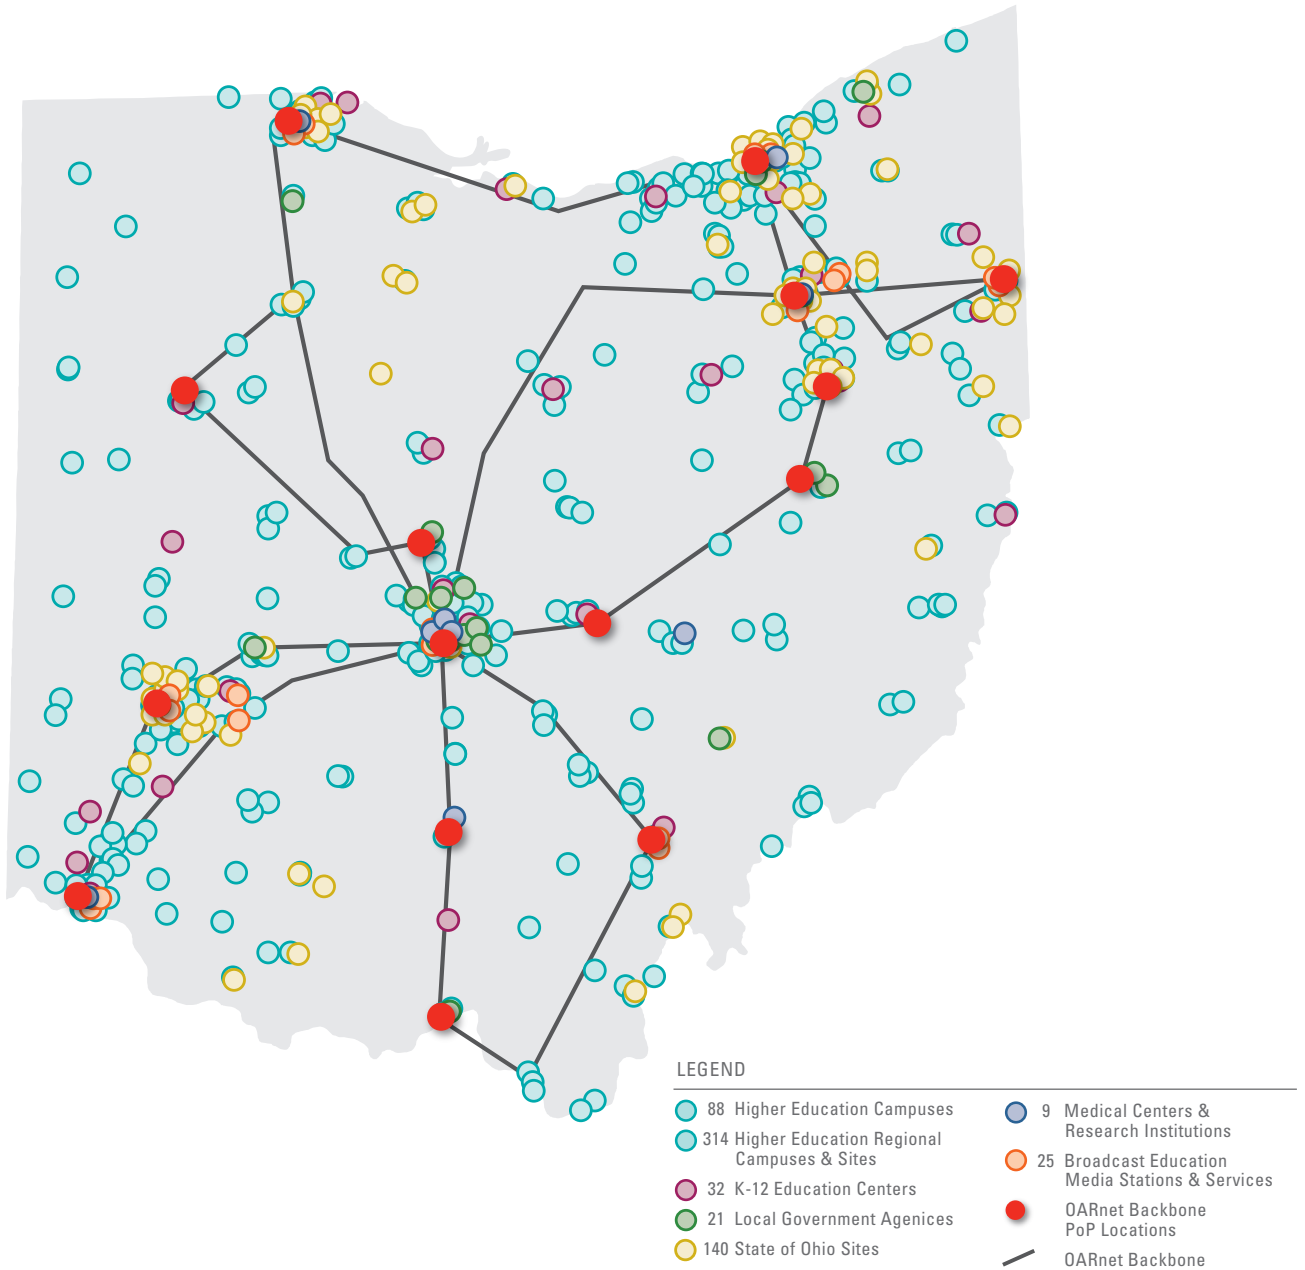 LEGEND
88 Higher Education Campuses
314 Higher Education Regional
Campuses & Sites
32 K-12 Education Centers
21 Local Government Agenices
140 State of Ohio Sites
9 Medical Centers &
Research Institutions
25 Broadcast Education
Media Stations & Services
OARnet Backbone
PoP Locations
OARnet Backbone